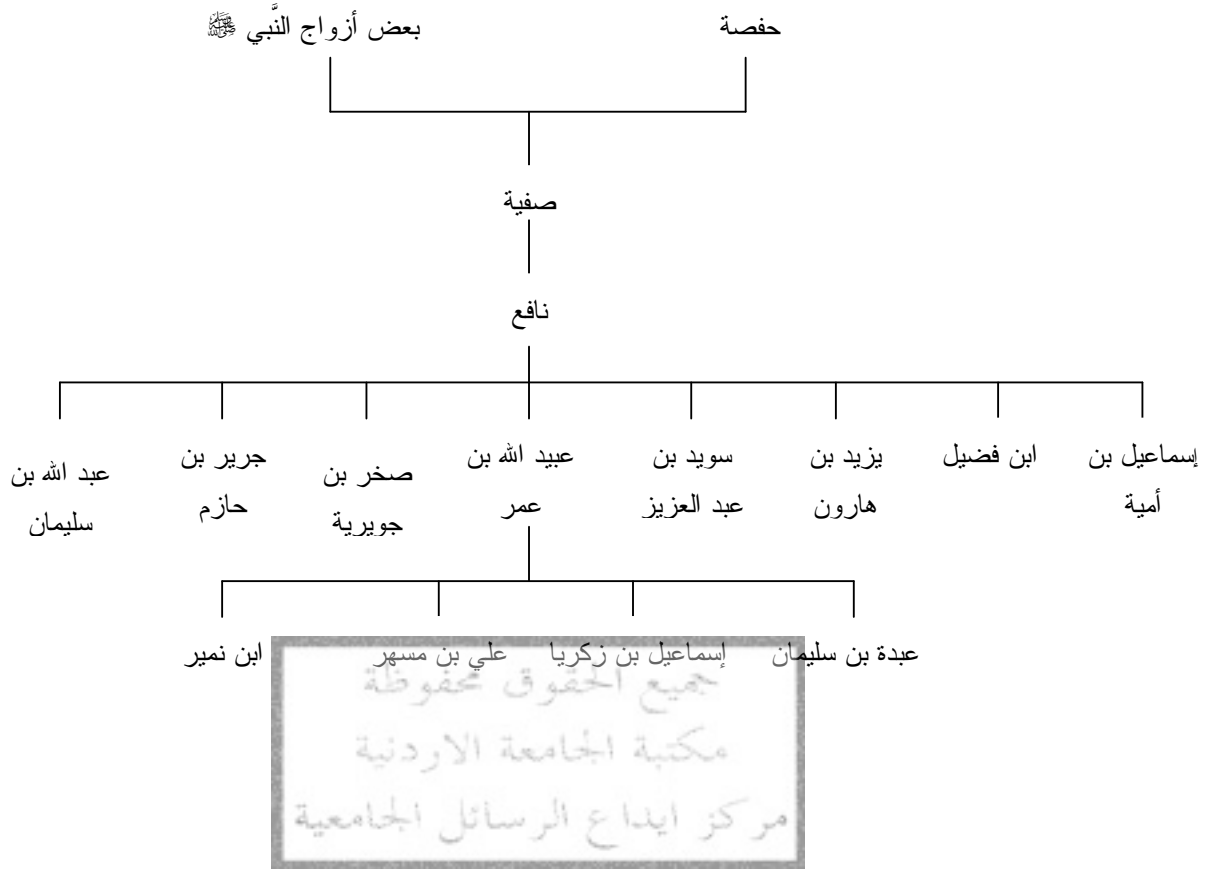 حفصة
بعض أزواج النَّبي ﷺ
صفية
نافع
إسماعيل بن
أمية
ابن فضيل
يزيد بن
هارون
سويد بن
عبد العزيز
عبيد الله بن
عمر
صخر بن
جويرية
جرير بن
حازم
عبد الله بن
سليمان
عبدة بن سليمان
إسماعيل بن زكريا
علي بن مسهر
ابن نمير
جميع الحقوق محفوظة
مكتبة الجامعة الاردنية
مركز ايداع الرسائل الجامعية